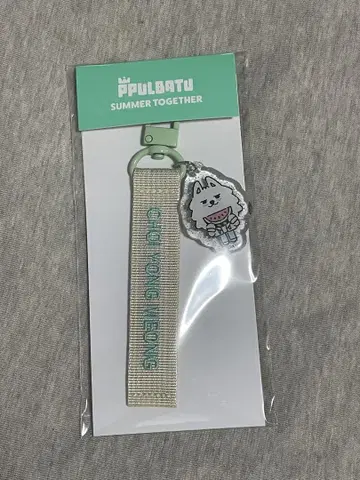 PPULBATU
SUMMER TOGETHER
CHOI YONG MEONG